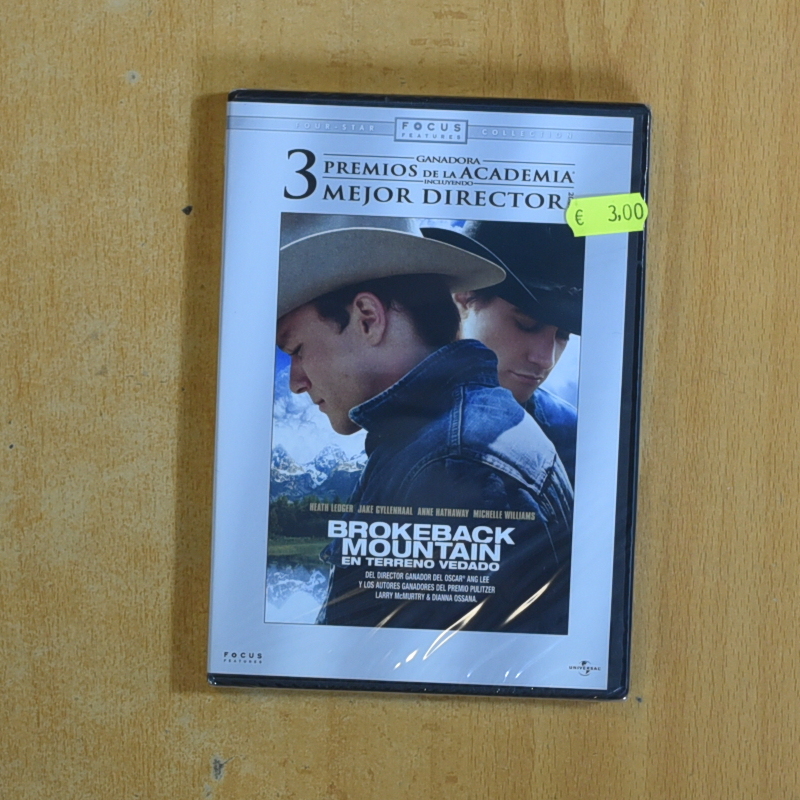 FOUR-STAR FOCUS FEATURES COLLECTION
GANADORA
3 PREMIOS DE LA ACADEMIA
INCLUYENDO
MEJOR DIRECTOR
€ 3,00
HEATH LEDGER JAKE GYLLENHAAL ANNE HATHAWAY MICHELLE WILLIAMS
BROKEBACK
MOUNTAIN
EN TERRENO VEDADO
DEL DIRECTOR GANADOR DEL OSCAR® ANG LEE
Y LOS AUTORES GANADORES DEL PREMIO PULITZER
LARRY McMURTRY & DIANNA OSSANA.
FOCUS
FEATURES
UNIVERSAL